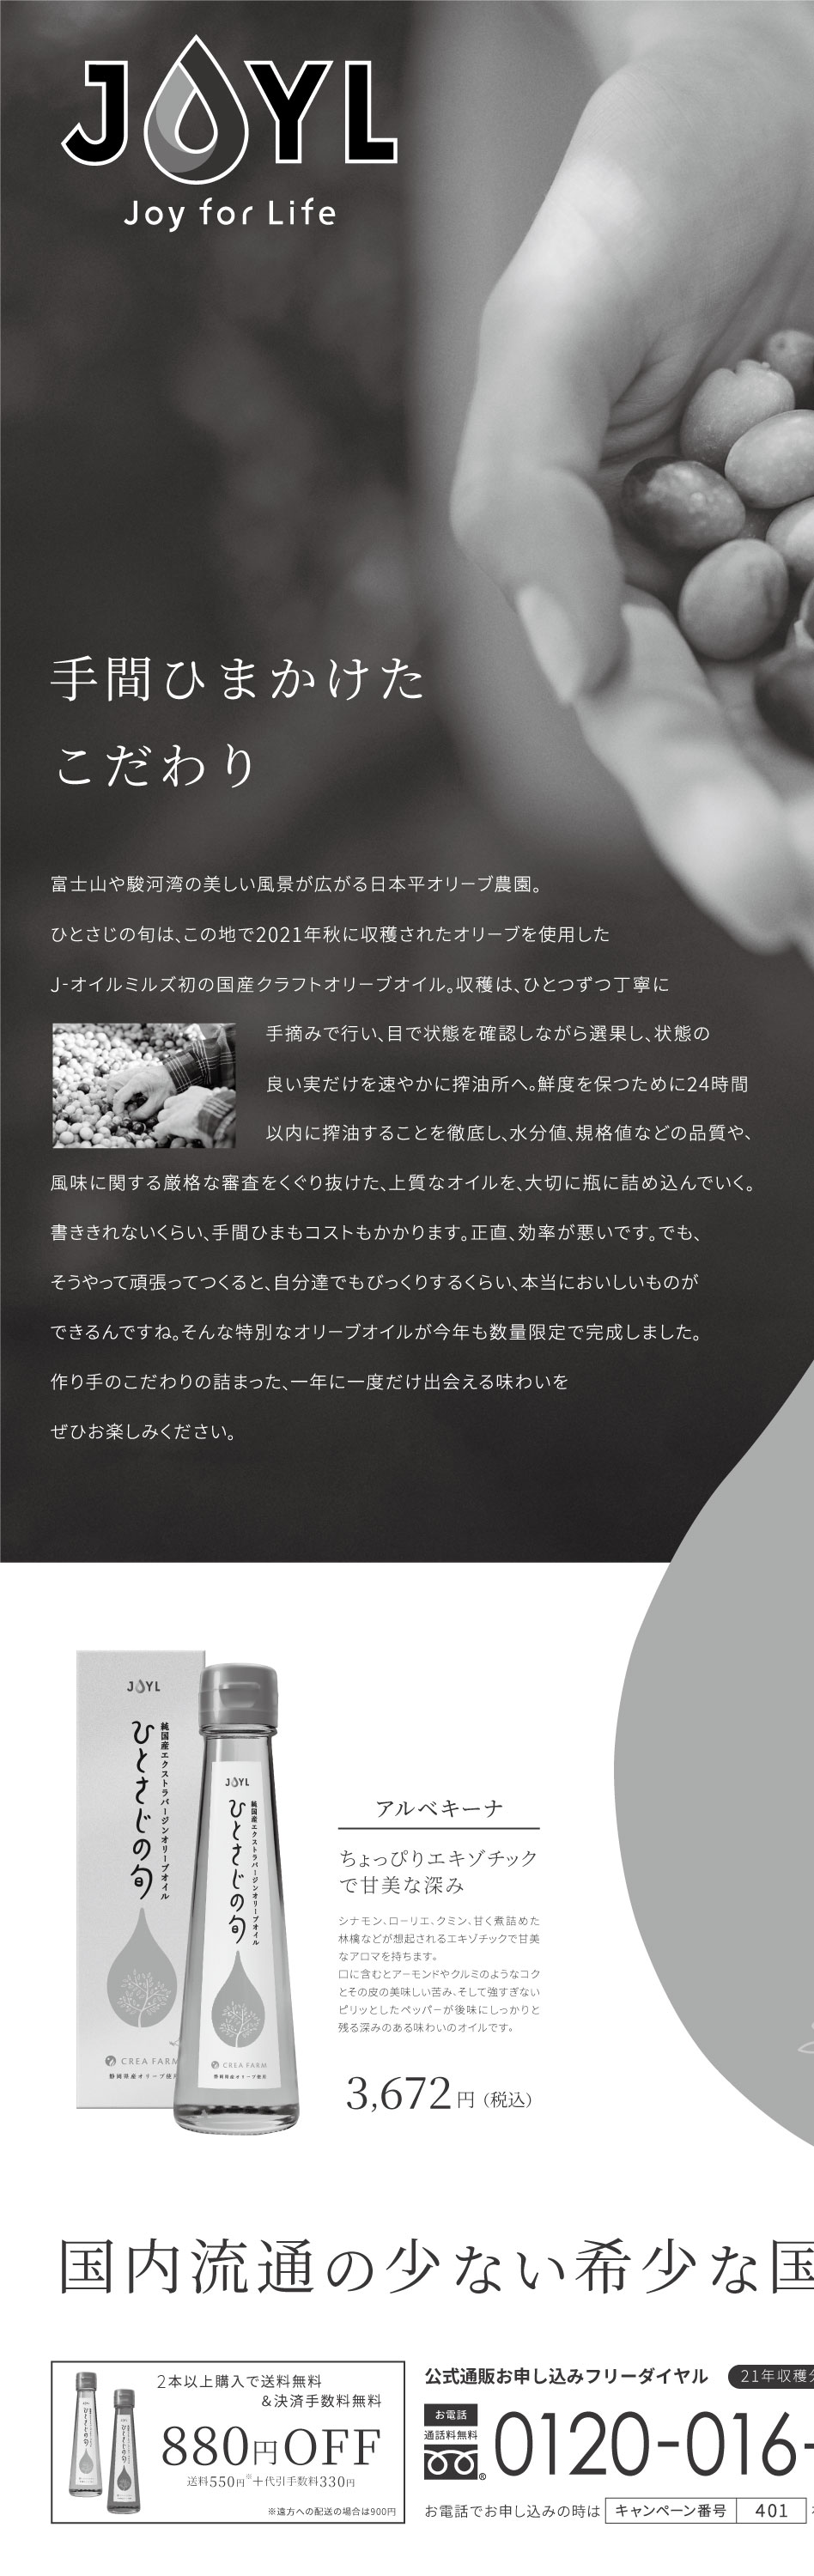 JOYL
Joy for Life
手間ひまかけた
こだわり
富士山や駿河湾の美しい風景が広がる日本平オリーブ農園。
ひとさじの旬は、この地で2021年秋に収穫されたオリーブを使用した
J-オイルミルズ初の国産クラフトオリーブオイル。収穫は、ひとつずつ丁寧に
手摘みで行い、目で状態を確認しながら選果し、状態の
良い実だけを速やかに搾油所へ。鮮度を保つために24時間
以内に搾油することを徹底し、水分値、規格値などの品質や、
風味に関する厳格な審査をくぐり抜けた、上質なオイルを、大切に瓶に詰め込んでいく。
書ききれないくらい、手間ひまもコストもかかります。正直、効率が悪いです。でも、
そうやって頑張ってつくると、自分達でもびっくりするくらい、本当においしいものが
できるんですね。そんな特別なオリーブオイルが今年も数量限定で完成しました。
作り手のこだわりの詰まった、一年に一度だけ出会える味わいを
ぜひお楽しみください。
JOYL
純国産エクストラバージンオリーブオイル
ひとさじの旬
CREA FARM
静岡県産オリーブ使用
JOYL
純国産エクストラバージンオリーブオイル
ひとさじの旬
CREA FARM
静岡県産オリーブ使用
アルベキーナ
ちょっぴりエキゾチック
で甘美な深み
シナモン、ローリエ、クミン、甘く煮詰めた
林檎などが想起されるエキゾチックで甘美
なアロマを持ちます。
口に含むとアーモンドやクルミのようなコク
とその皮の美味しい苦み、そして強すぎない
ピリッとしたペッパーが後味にしっかりと
残る深みのある味わいのオイルです。
3,672円（税込）
国内流通の少ない希少な国
2本以上購入で送料無料
＆決済手数料無料
880円OFF
送料550円※＋代引手数料330円
※遠方への配送の場合は900円
ひとさじの旬
ひとさじの旬
公式通販お申し込みフリーダイヤル
21年収穫分
お電話
通話料無料
0120-016-
お電話でお申し込みの時は キャンペーン番号 401